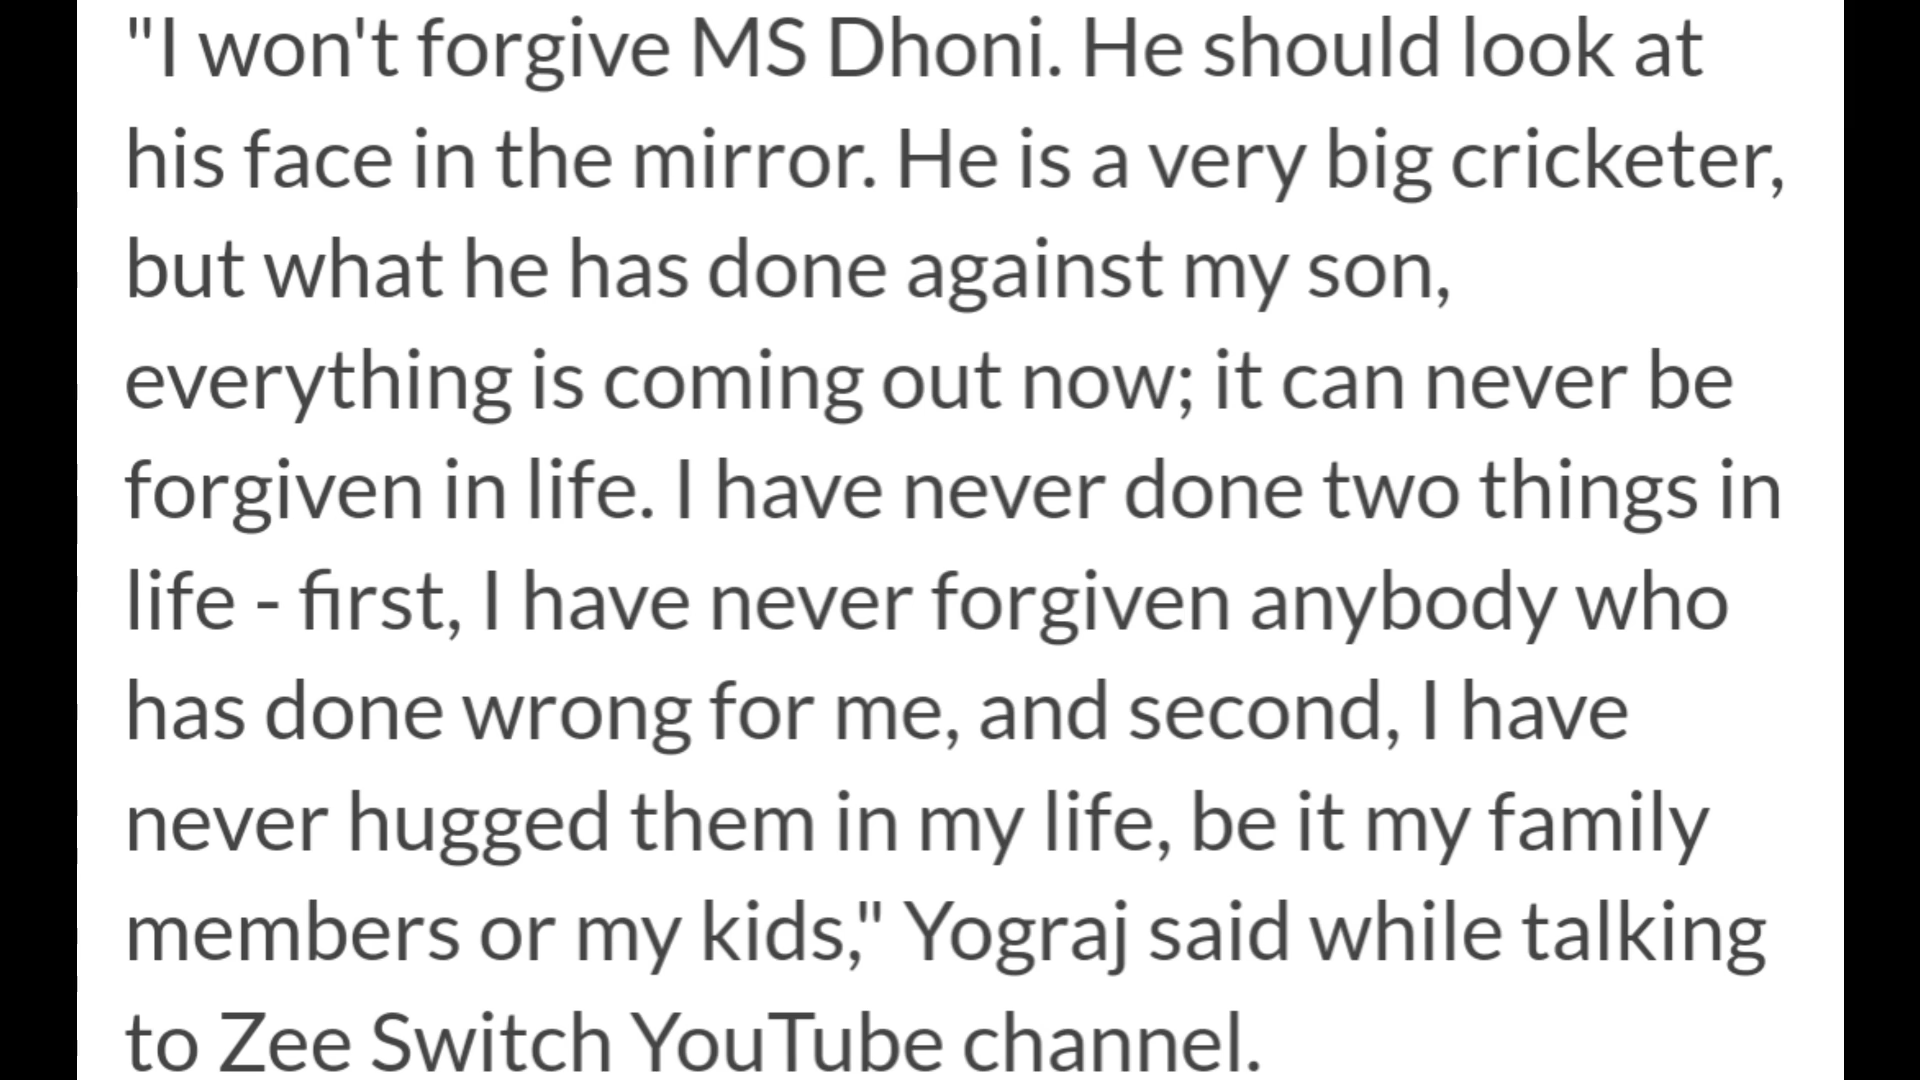 "I won't forgive MS Dhoni. He should look at
his face in the mirror. He is a very big cricketer,
but what he has done against my son,
everything is coming out now; it can never be
forgiven in life. I have never done two things in
life - first, I have never forgiven anybody who
has done wrong for me, and second, I have
never hugged them in my life, be it my family
members or my kids," Yograj said while talking
to Zee Switch YouTube channel.